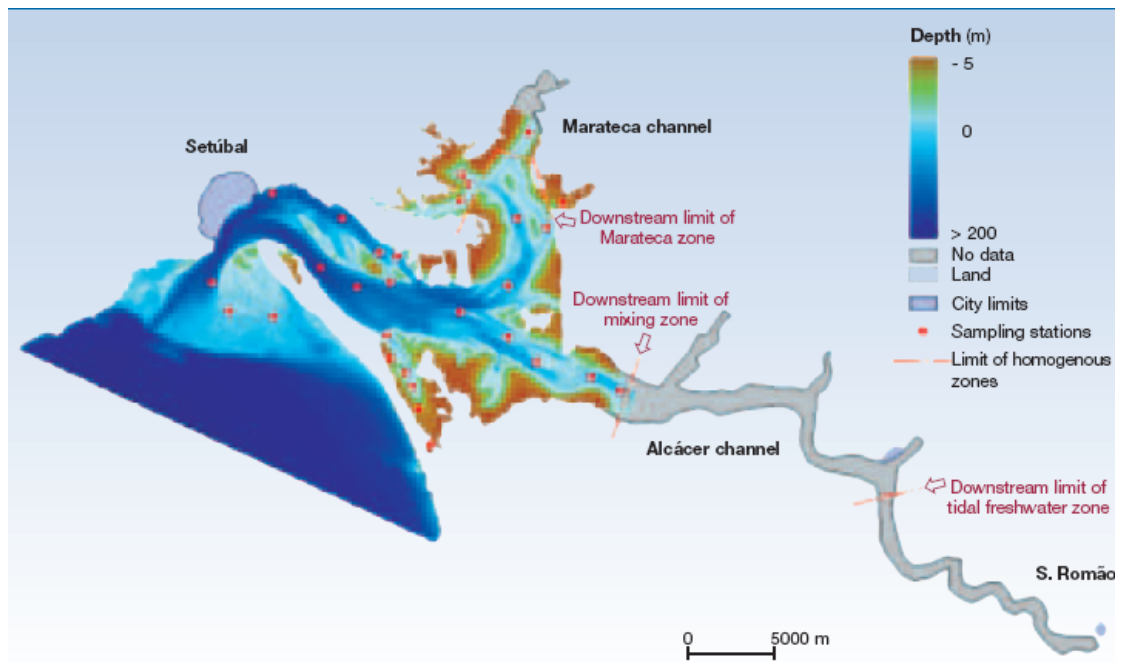 Depth (m)
- 5
0
> 200
No data
Land
City limits
Sampling stations
Limit of homogenous
zones
Setúbal
Marateca channel
Downstream limit of
Marateca zone
Downstream limit of
mixing zone
Alcácer channel
Downstream limit of
tidal freshwater zone
S. Romão
0
5000 m